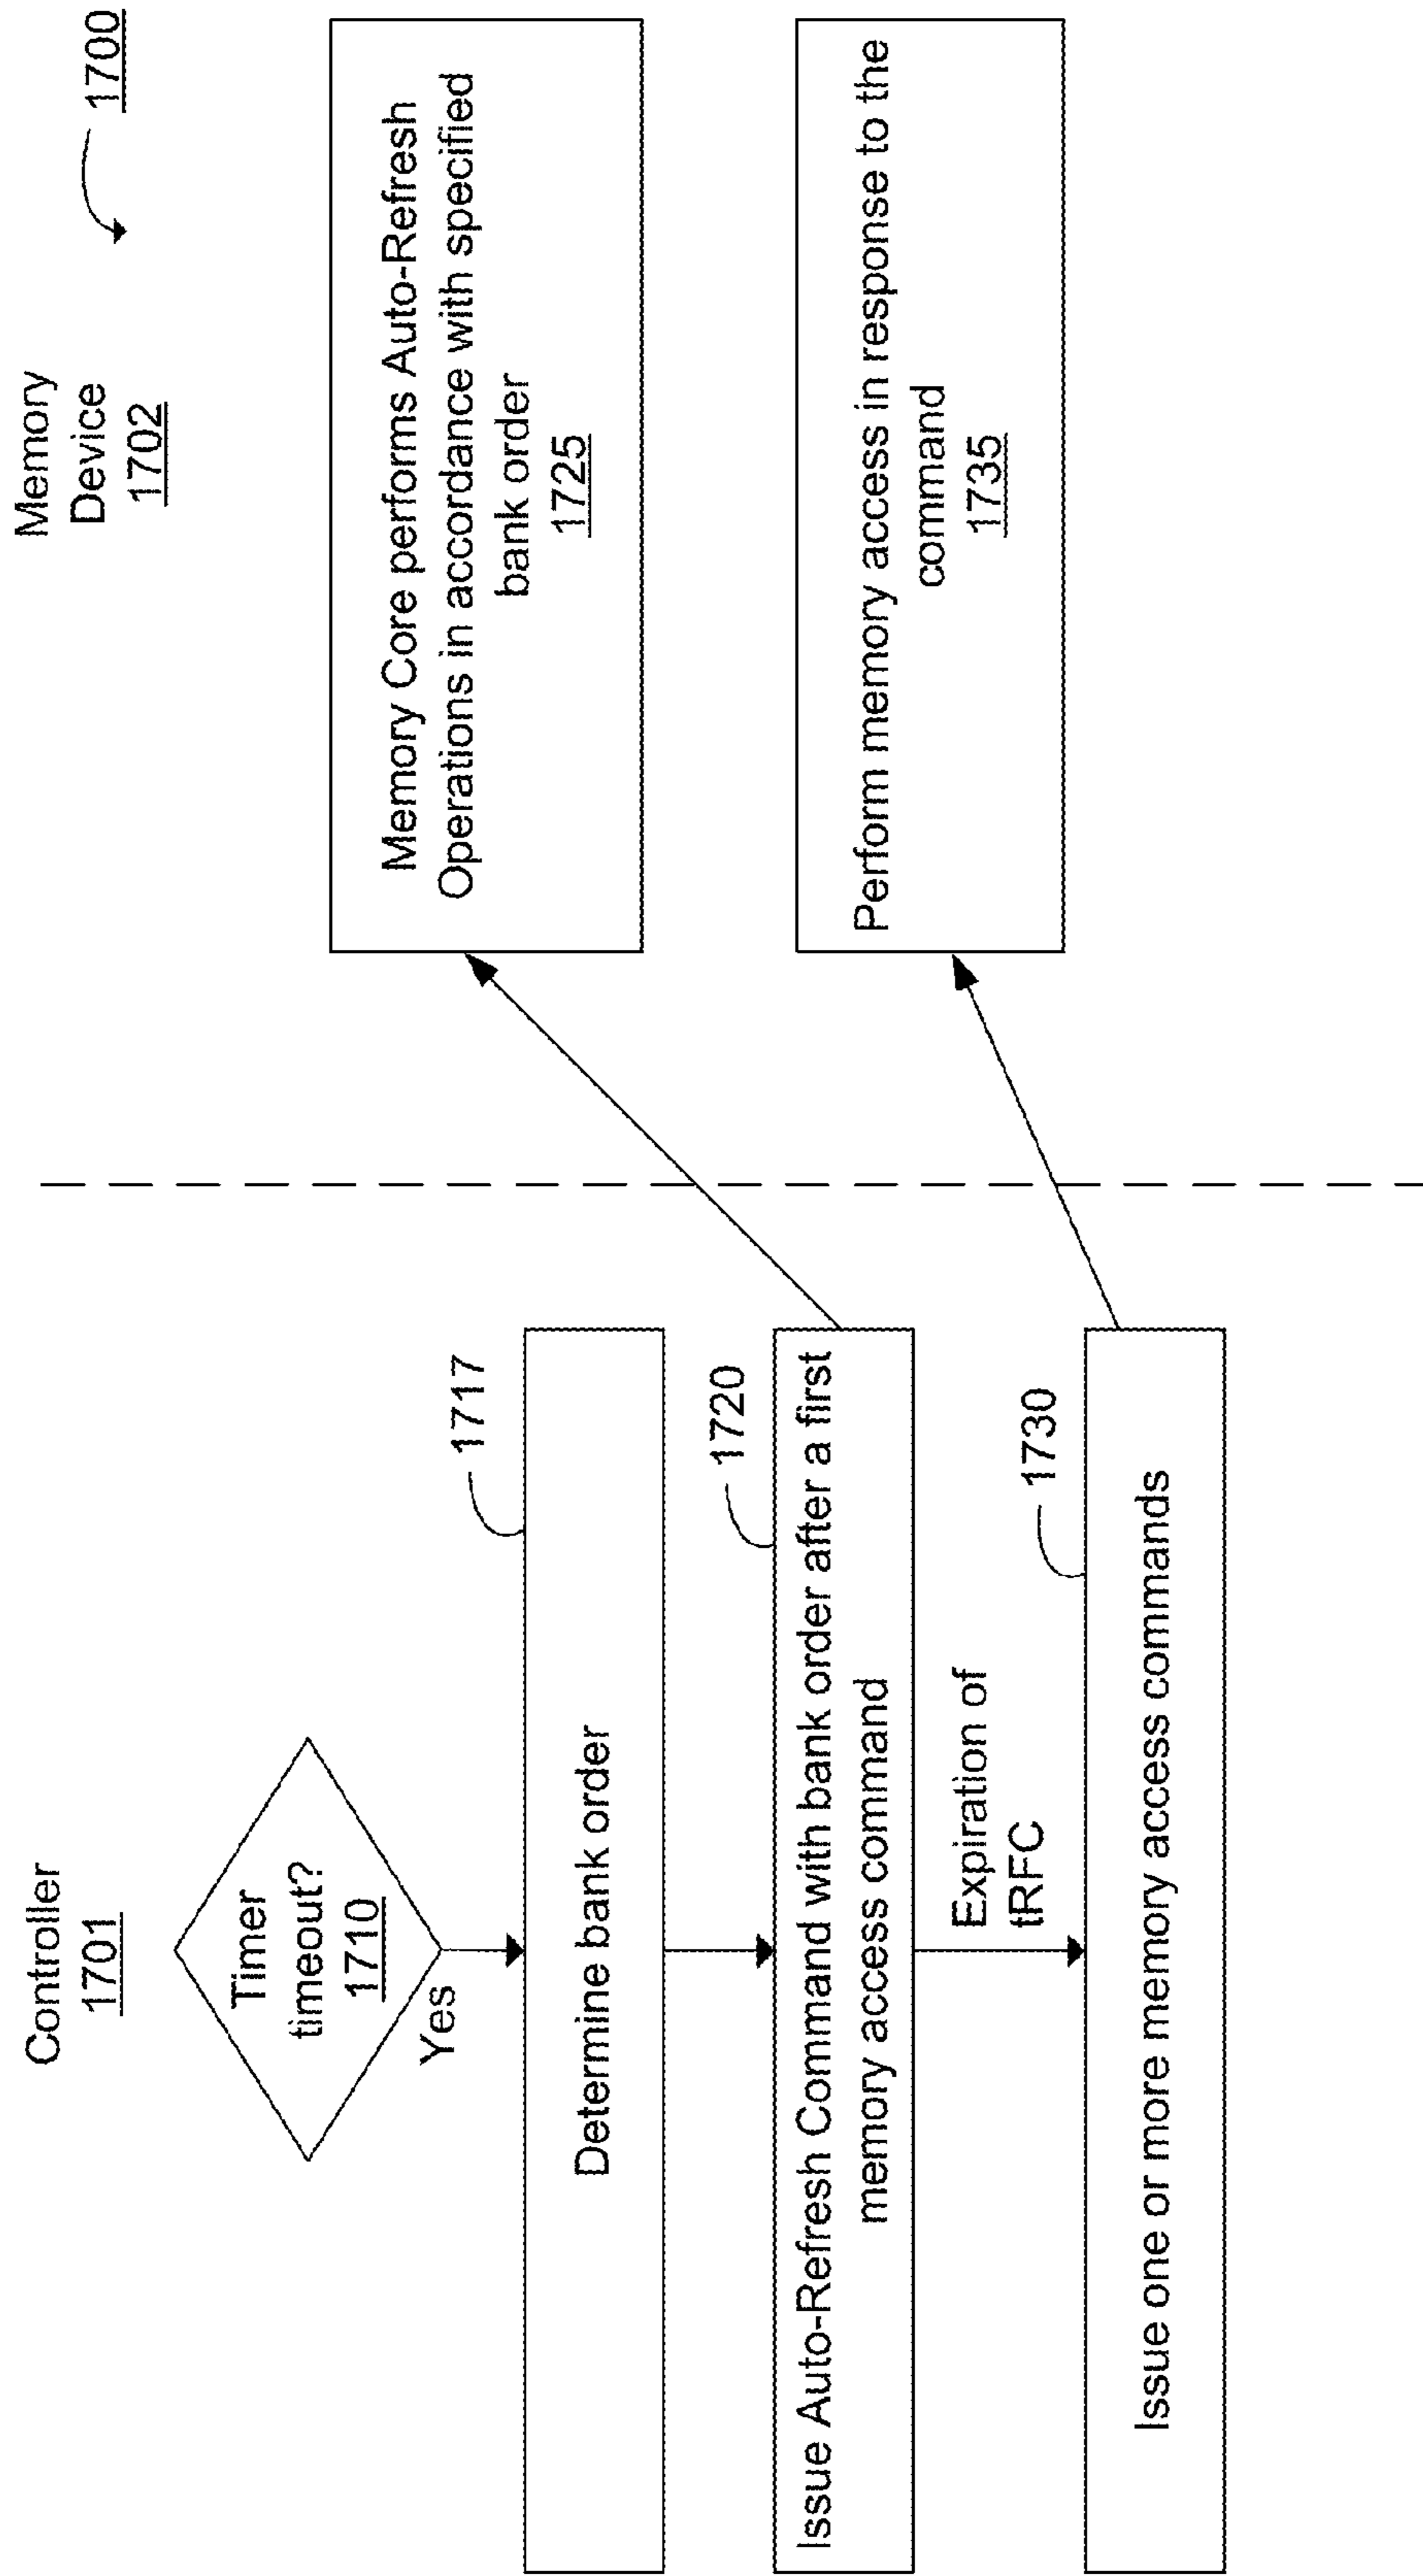 Controller
1701
Memory
Device
1702
1700
Timer
timeout?
1710
Yes
1717
Determine bank order
1720
Issue Auto-Refresh Command with bank order after a first
memory access command
Expiration of
tRFC
1730
Issue one or more memory access commands
Memory Core performs Auto-Refresh
Operations in accordance with specified
bank order
1725
Perform memory access in response to the
command
1735